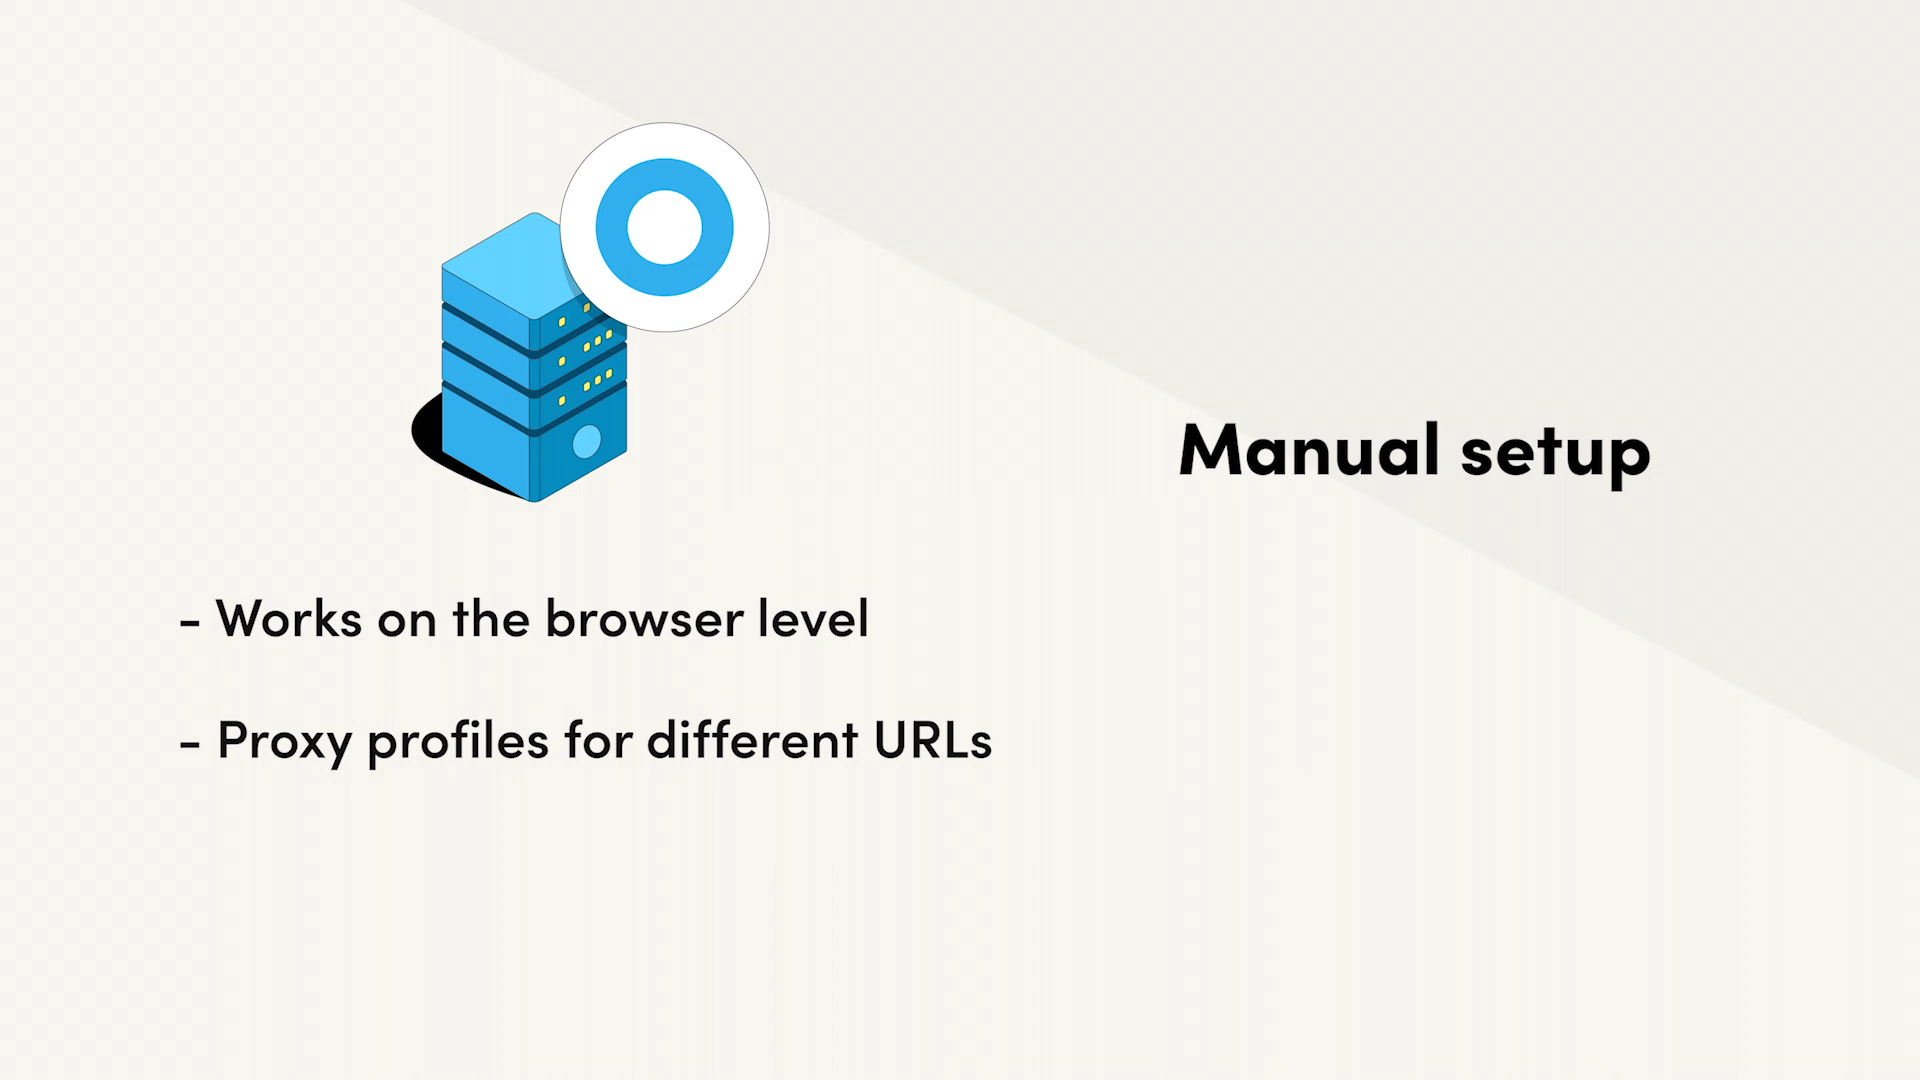 Manual setup
- Works on the browser level
- Proxy profiles for different URLs